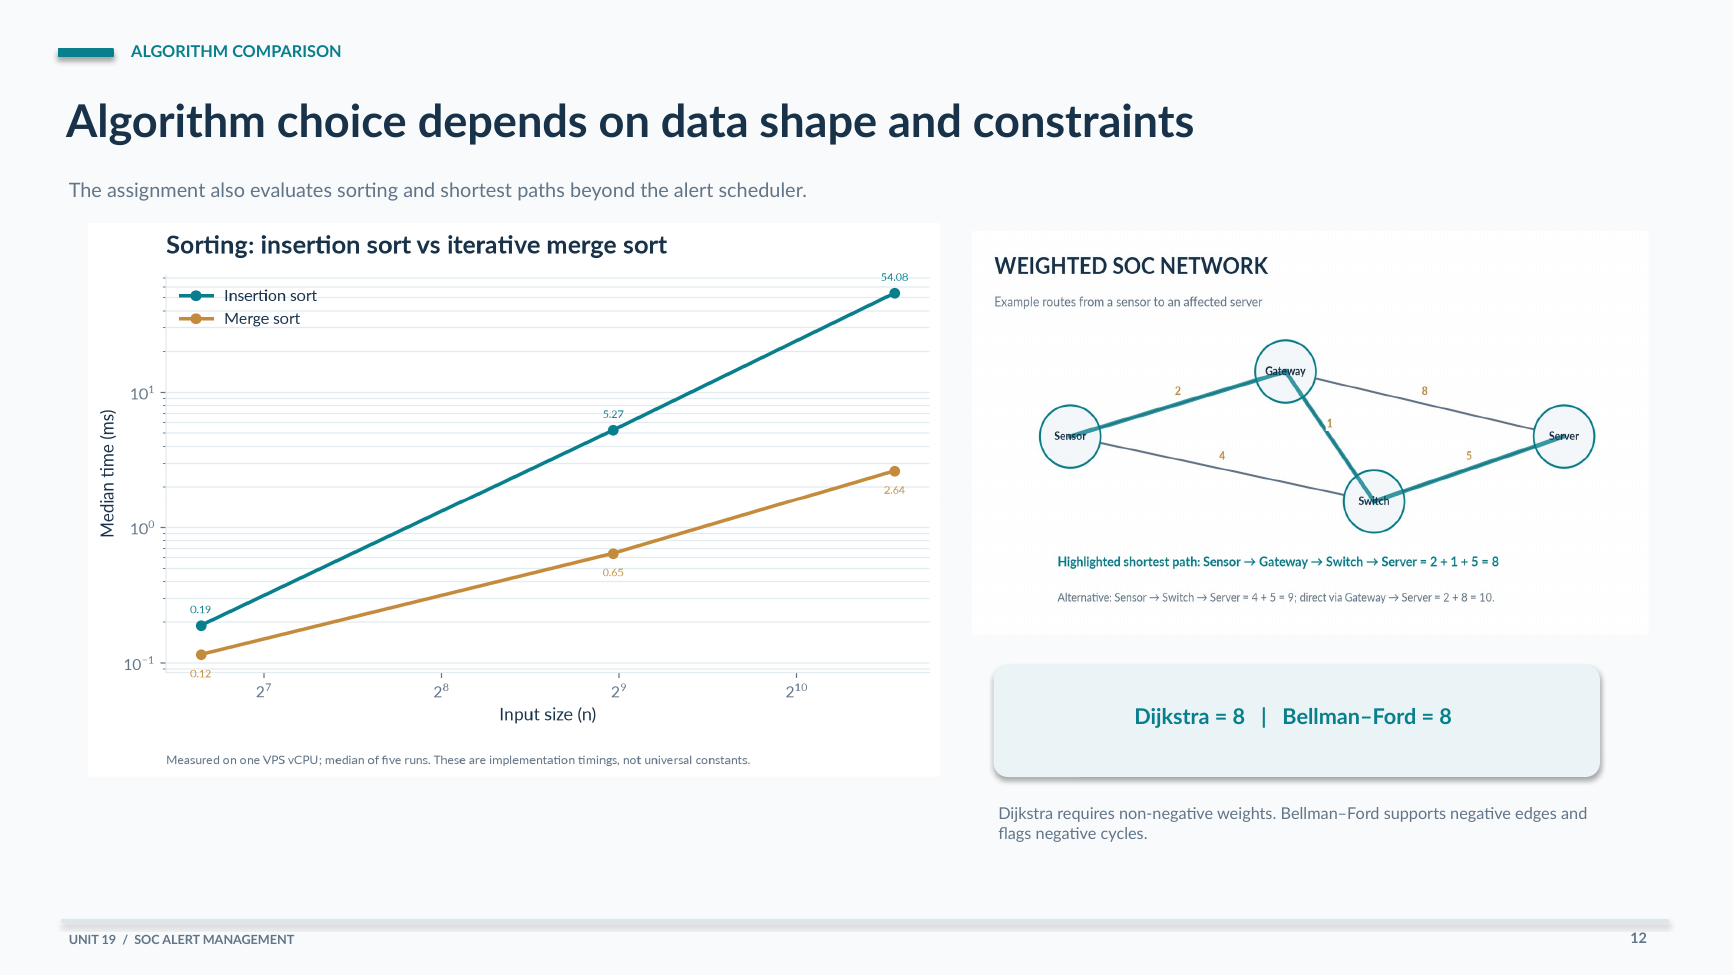 ALGORITHM COMPARISON
Algorithm choice depends on data shape and constraints
The assignment also evaluates sorting and shortest paths beyond the alert scheduler.
Sorting: insertion sort vs iterative merge sort
Insertion sort
Merge sort
54.08
5.27
2.64
0.65
0.19
0.12
10¹
10⁰
10⁻¹
Median time (ms)
2⁷ 2⁸ 2⁹ 2¹⁰
Input size (n)
Measured on one VPS vCPU; median of five runs. These are implementation timings, not universal constants.
WEIGHTED SOC NETWORK
Example routes from a sensor to an affected server
Gateway
2
8
1
Sensor
Server
4
5
Switch
Highlighted shortest path: Sensor → Gateway → Switch → Server = 2 + 1 + 5 = 8
Alternative: Sensor → Switch → Server = 4 + 5 = 9; direct via Gateway → Server = 2 + 8 = 10.
Dijkstra = 8 | Bellman–Ford = 8
Dijkstra requires non-negative weights. Bellman–Ford supports negative edges and
flags negative cycles.
UNIT 19 / SOC ALERT MANAGEMENT
12